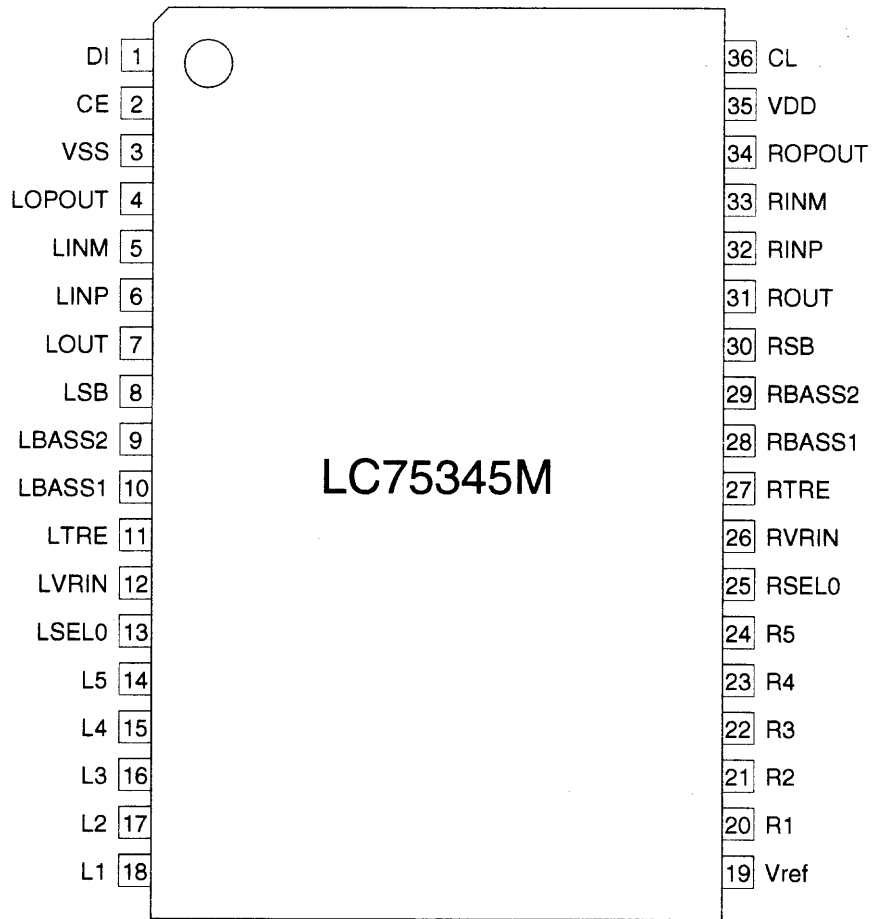 DI 1
CE 2
VSS 3
LOPOUT 4
LINM 5
LINP 6
LOUT 7
LSB 8
LBASS2 9
LBASS1 10
LTRE 11
LVRIN 12
LSEL0 13
L5 14
L4 15
L3 16
L2 17
L1 18
LC75345M
36 CL
35 VDD
34 ROPOUT
33 RINM
32 RINP
31 ROUT
30 RSB
29 RBASS2
28 RBASS1
27 RTRE
26 RVRIN
25 RSEL0
24 R5
23 R4
22 R3
21 R2
20 R1
19 Vref